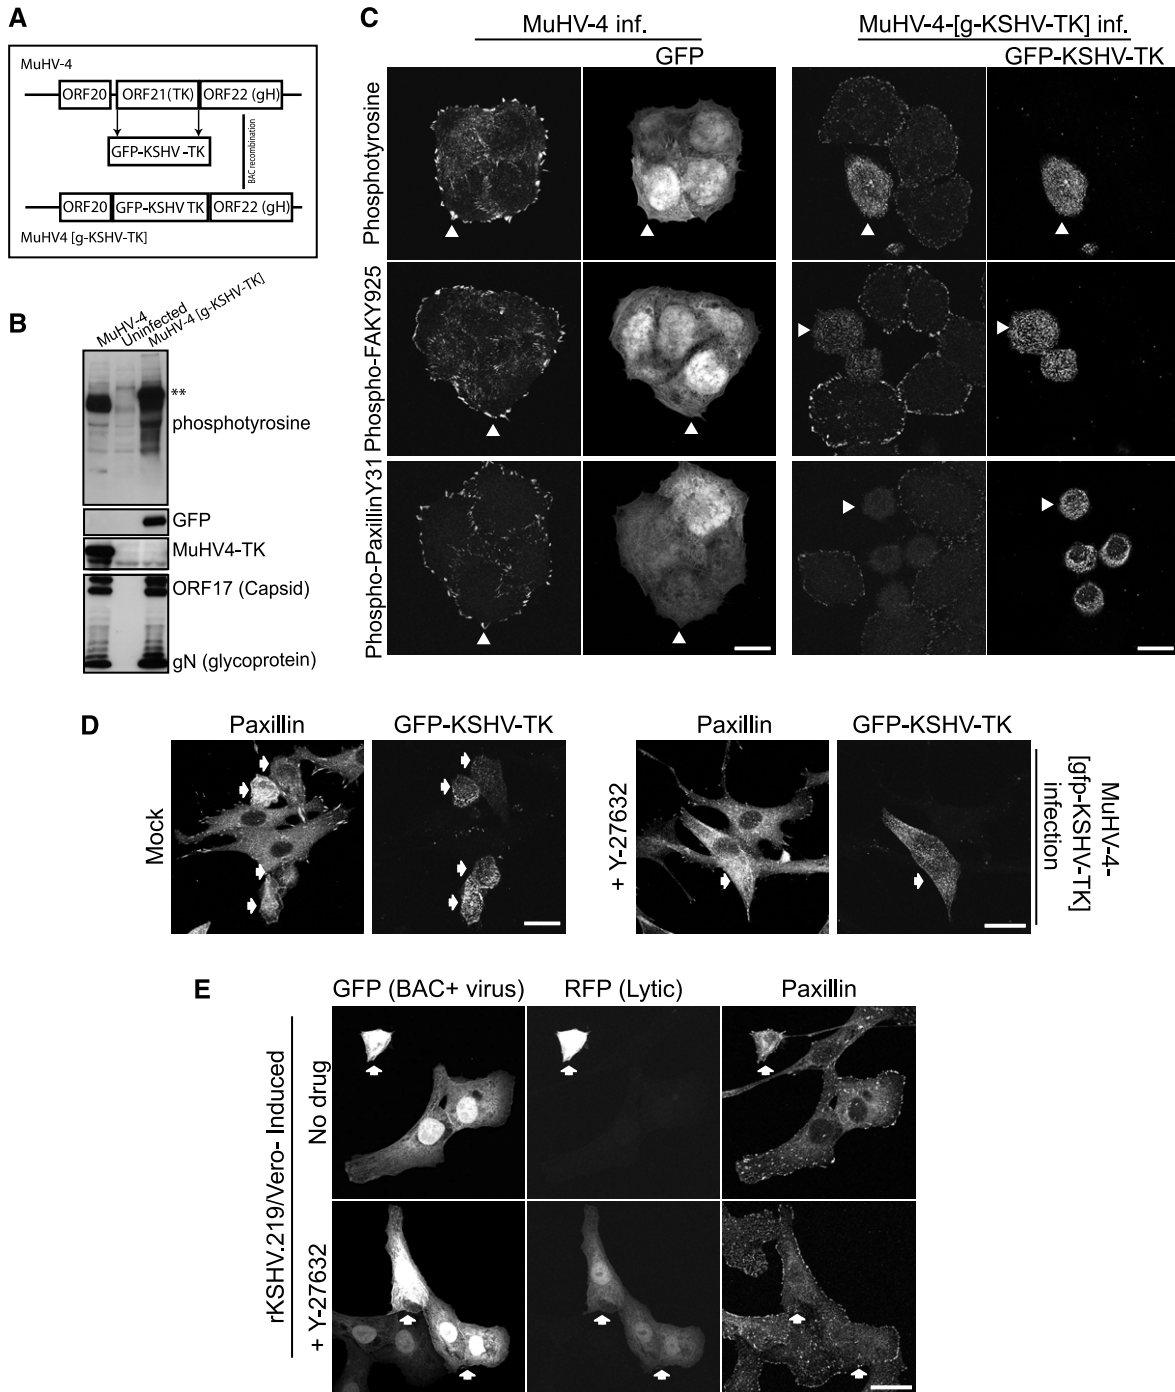 A
MuHV-4
ORF20
ORF21(TK)
ORF22 (gH)
GFP-KSHV -TK
BAC recombination
ORF20
GFP-KSHV TK
ORF22 (gH)
MuHV4 [g-KSHV-TK]
B
MuHV-4
Uninfected
MuHV-4 [g-KSHV-TK]
**
phosphotyrosine
GFP
MuHV4-TK
ORF17 (Capsid)
gN (glycoprotein)
C
MuHV-4 inf.
GFP
MuHV-4-[g-KSHV-TK] inf.
GFP-KSHV-TK
Phosphotyrosine
Phospho-FAKY925
Phospho-PaxillinY31
D
Paxillin
GFP-KSHV-TK
Paxillin
GFP-KSHV-TK
Mock
+ Y-27632
MuHV-4-
[gfp-KSHV-TK]
infection
E
GFP (BAC+ virus)
RFP (Lytic)
Paxillin
rKSHV.219/Vero- Induced
No drug
+ Y-27632